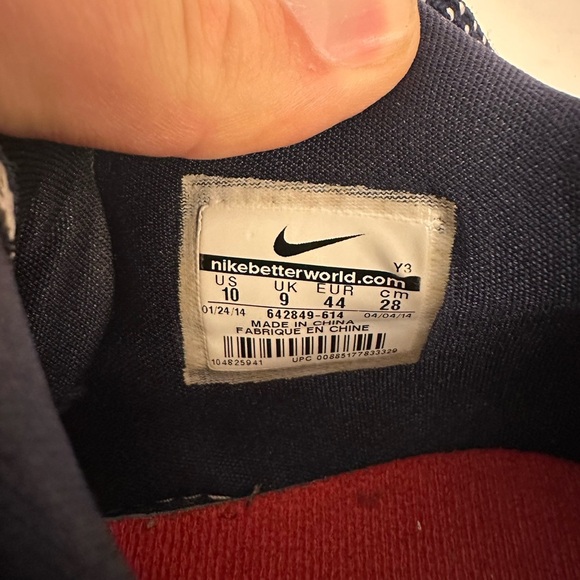 nikebetterworld.com Y3
US UK EUR cm
10 9 44 28
01/24/14 642849-614 04/04/14
MADE IN CHINA
FABRIQUE EN CHINE
104825941 UPC 00885177833329